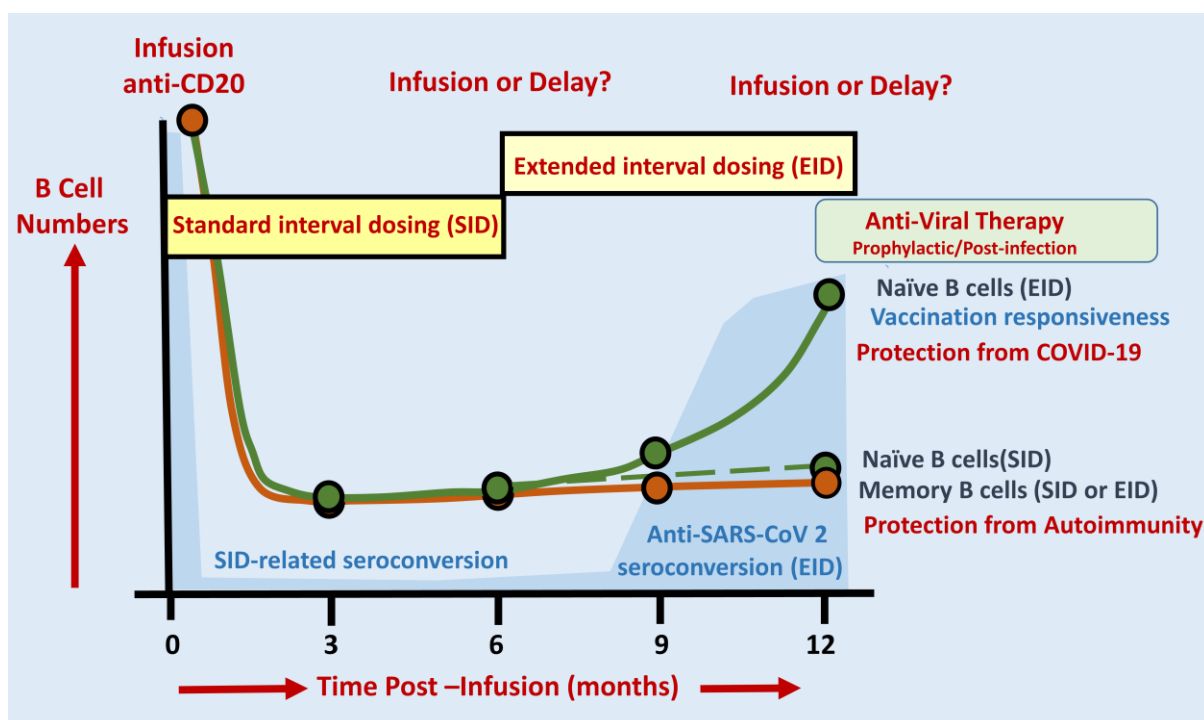 Infusion
anti-CD20
Infusion or Delay?
Infusion or Delay?
Extended interval dosing (EID)
B Cell
Numbers
Standard interval dosing (SID)
Anti-Viral Therapy
Prophylactic/Post-infection
Naïve B cells (EID)
Vaccination responsiveness
Protection from COVID-19
Naïve B cells(SID)
Memory B cells (SID or EID)
Protection from Autoimmunity
SID-related seroconversion
Anti-SARS-CoV 2
seroconversion (EID)
0 3 6 9 12
Time Post –Infusion (months)